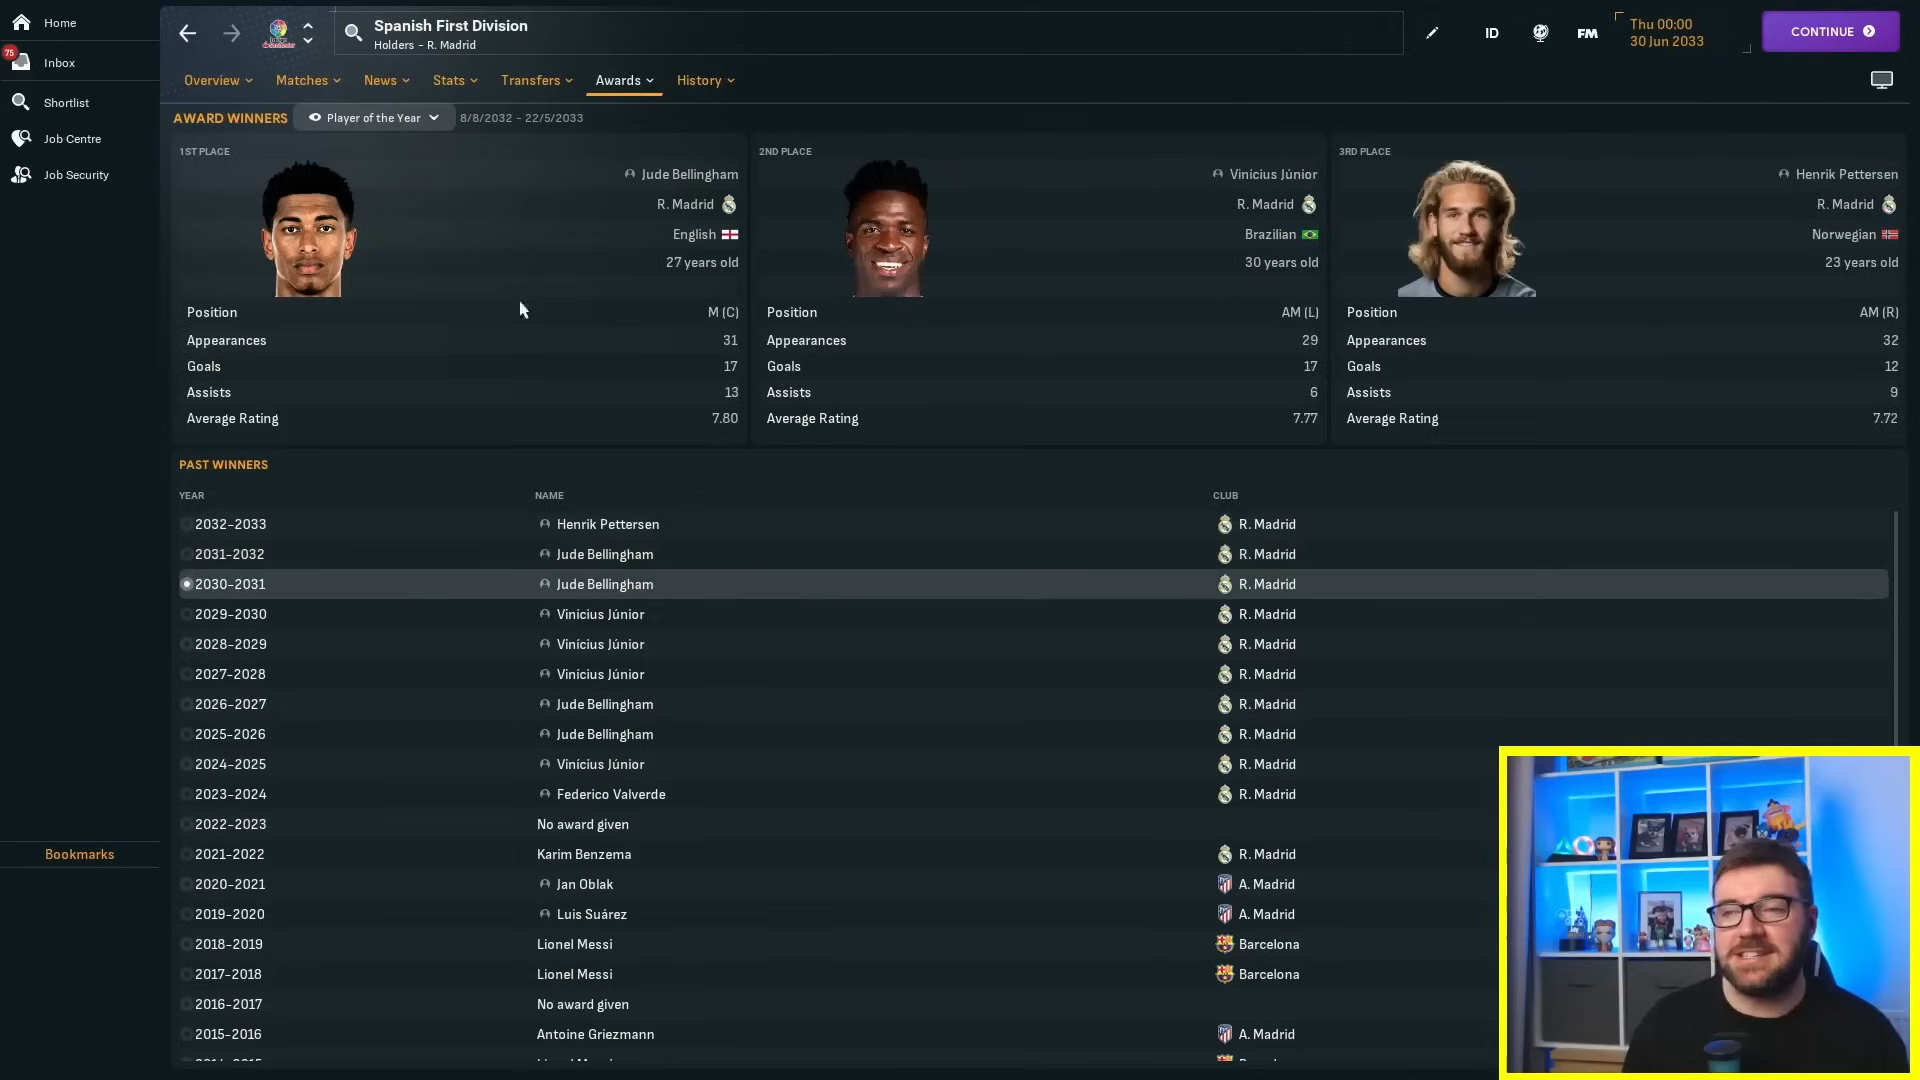 Home
75
Inbox
Shortlist
Job Centre
Job Security
Bookmarks
Spanish First Division
Holders - R. Madrid
ID
FM
Thu 00:00
30 Jun 2033
CONTINUE
Overview
Matches
News
Stats
Transfers
Awards
History
AWARD WINNERS
Player of the Year
8/8/2032 - 22/5/2033
1ST PLACE
Jude Bellingham
R. Madrid
English
27 years old
Position M (C)
Appearances 31
Goals 17
Assists 13
Average Rating 7.80
2ND PLACE
Vinícius Júnior
R. Madrid
Brazilian
30 years old
Position AM (L)
Appearances 29
Goals 17
Assists 6
Average Rating 7.77
3RD PLACE
Henrik Pettersen
R. Madrid
Norwegian
23 years old
Position AM (R)
Appearances 32
Goals 12
Assists 9
Average Rating 7.72
PAST WINNERS
YEAR NAME CLUB
2032-2033 Henrik Pettersen R. Madrid
2031-2032 Jude Bellingham R. Madrid
2030-2031 Jude Bellingham R. Madrid
2029-2030 Vinícius Júnior R. Madrid
2028-2029 Vinícius Júnior R. Madrid
2027-2028 Vinícius Júnior R. Madrid
2026-2027 Jude Bellingham R. Madrid
2025-2026 Jude Bellingham R. Madrid
2024-2025 Vinícius Júnior R. Madrid
2023-2024 Federico Valverde R. Madrid
2022-2023 No award given
2021-2022 Karim Benzema R. Madrid
2020-2021 Jan Oblak A. Madrid
2019-2020 Luis Suárez A. Madrid
2018-2019 Lionel Messi Barcelona
2017-2018 Lionel Messi Barcelona
2016-2017 No award given
2015-2016 Antoine Griezmann A. Madrid